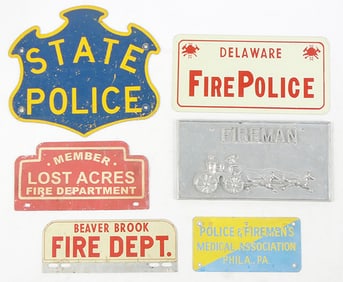 STATE
POLICE
DELAWARE
FIRE POLICE
· MEMBER ·
LOST ACRES
FIRE DEPARTMENT
FIREMAN
BEAVER BROOK
FIRE DEPT.
POLICE & FIREMEN'S
MEDICAL ASSOCIATION
PHILA., PA.